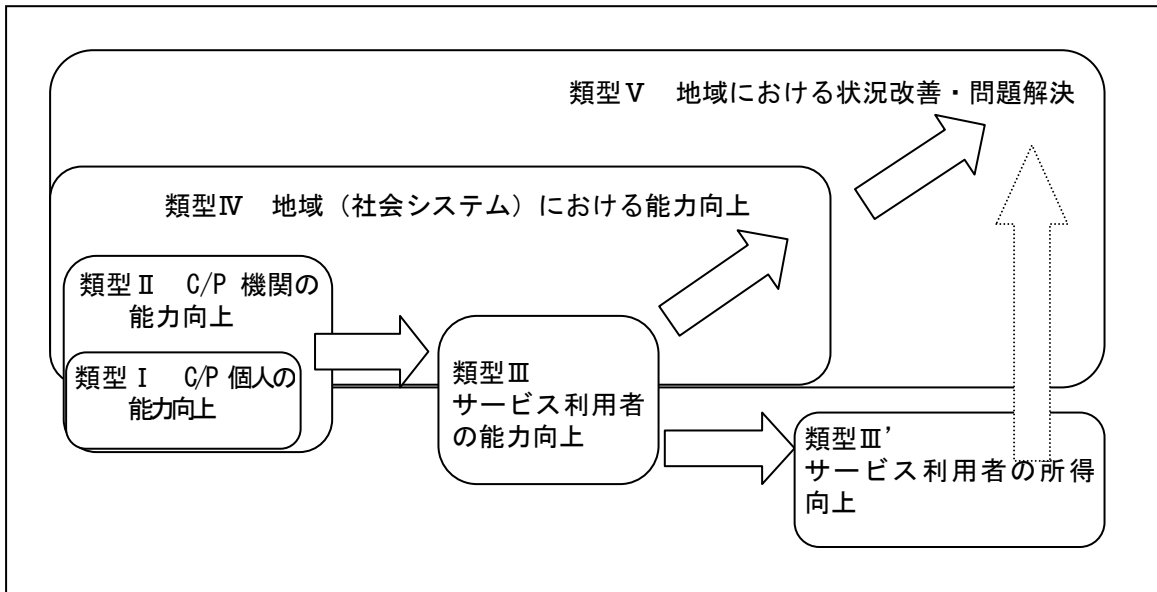 類型Ⅴ　地域における状況改善・問題解決
類型Ⅳ　地域（社会システム）における能力向上
類型Ⅱ　C/P 機関の
能力向上
類型Ⅰ　C/P 個人の
能力向上
類型Ⅲ
サービス利用者
の能力向上
類型Ⅲ’
サービス利用者の所得
向上